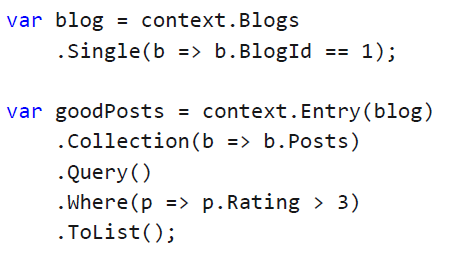 var blog = context.Blogs
    .Single(b => b.BlogId == 1);

var goodPosts = context.Entry(blog)
    .Collection(b => b.Posts)
    .Query()
    .Where(p => p.Rating > 3)
    .ToList();